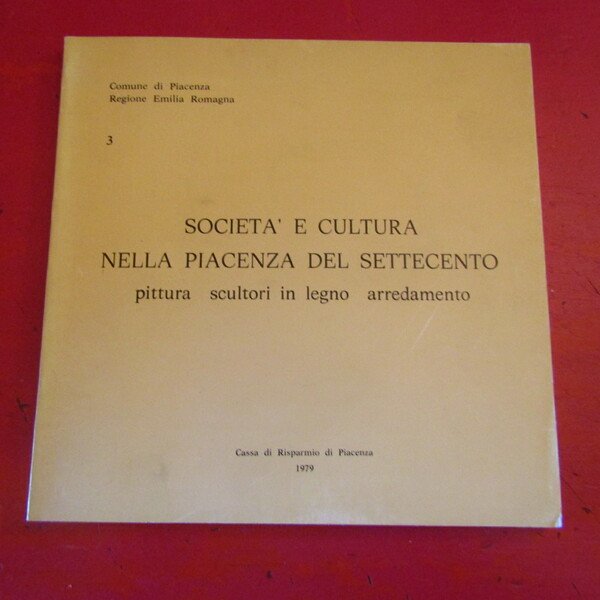 Comune di Piacenza
Regione Emilia Romagna
3
SOCIETA' E CULTURA
NELLA PIACENZA DEL SETTECENTO
pittura scultori in legno arredamento
Cassa di Risparmio di Piacenza
1979